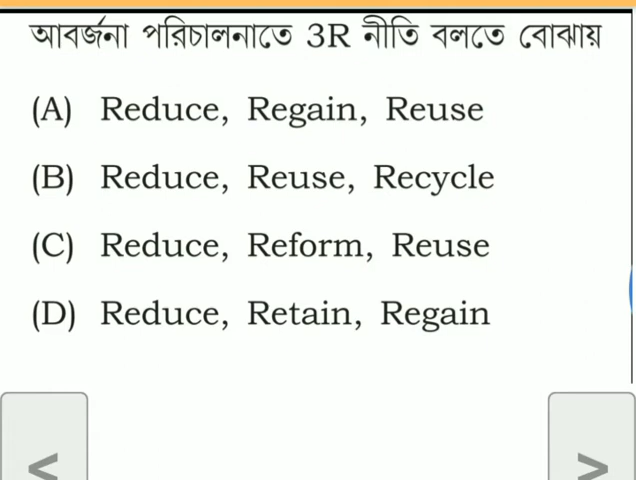 আবর্জনা পরিচালনাতে 3R নীতি বলতে বোঝায়
(A) Reduce, Regain, Reuse
(B) Reduce, Reuse, Recycle
(C) Reduce, Reform, Reuse
(D) Reduce, Retain, Regain
< >